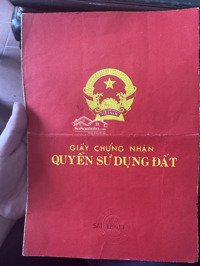 GIẤY CHỨNG NHẬN
QUYỀN SỬ DỤNG ĐẤT